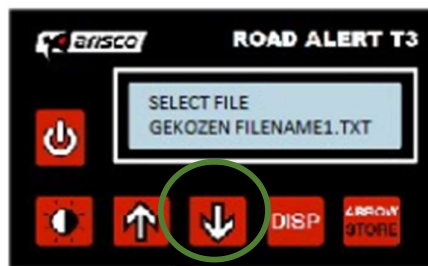 arisco
ROAD ALERT T3
SELECT FILE
GEKOZEN FILENAME1.TXT
DISP
ARROW
STORE